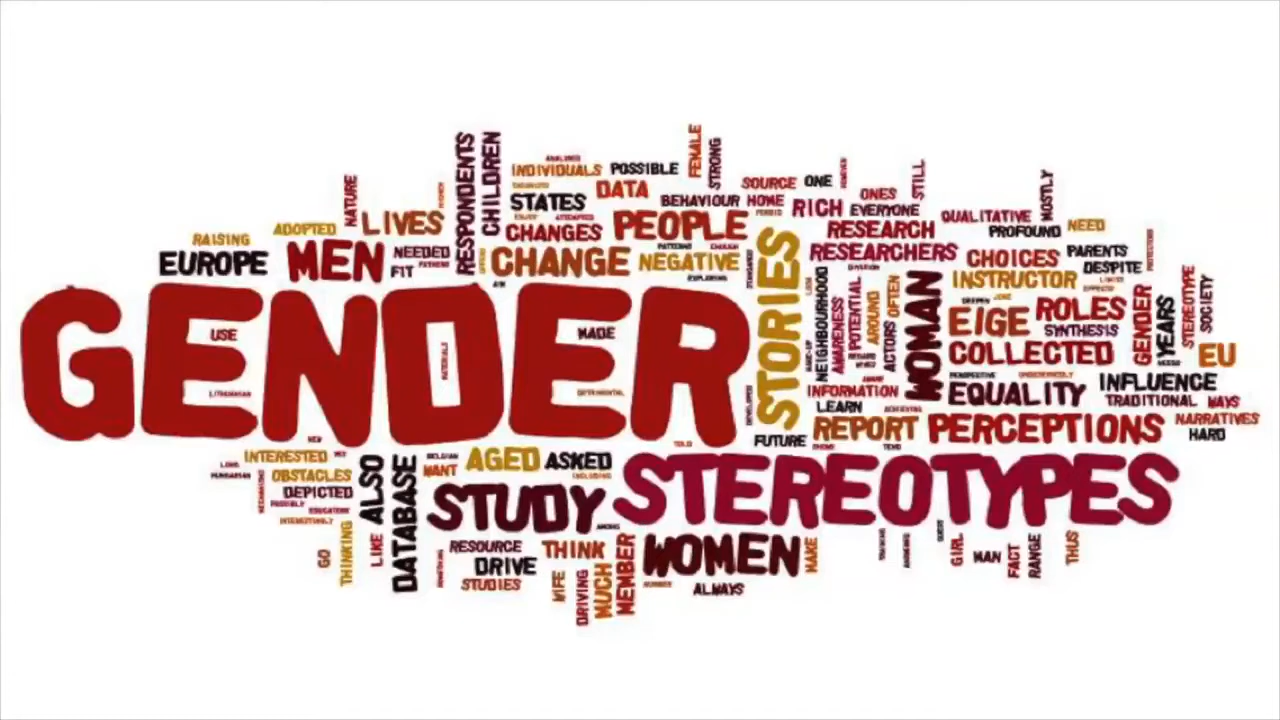 FEMALE
STRONG
RESPONDENTS
CHILDREN
INDIVIDUALS
POSSIBLE
SOURCE
ONE
ONES
STILL
MOSTLY
NATURE
DATA
STATES
BEHAVIOUR
HOME
RICH
EVERYONE
QUALITATIVE
NEED
ADOPTED
LIVES
CHANGES
PEOPLE
RESEARCH
PROFOUND
RAISING
MEN
NEEDED
RESEARCHERS
PARENTS
EUROPE
FIT
CHANGE
NEGATIVE
STORIES
CHOICES
DESPITE
INSTRUCTOR
GENDER
USE
MADE
MATERIALS
LITHUANIAN
EXPERIMENTAL
NEIGHBOURHOOD
AWARENESS
POTENTIAL
AROUND
ACTORS
OFTEN
WOMAN
EIGE
ROLES
SYNTHESIS
GENDER
YEARS
STEREOTYPE
SOCIETY
COLLECTED
EU
INFORMATION
EQUALITY
INFLUENCE
LEARN
TRADITIONAL
WAYS
REPORT
PERCEPTIONS
NARRATIVES
FUTURE
HARD
INTERESTED
ALSO
DATABASE
WANT
AGED
ASKED
STEREOTYPES
OBSTACLES
DEPICTED
STUDY
GO
THINKING
LIKE
RESOURCE
THINK
WOMEN
MAKE
DRIVE
STUDIES
WIFE
DRIVING
MUCH
MEMBER
ALWAYS
GIRL
MAN
FACT
RANGE
THUS